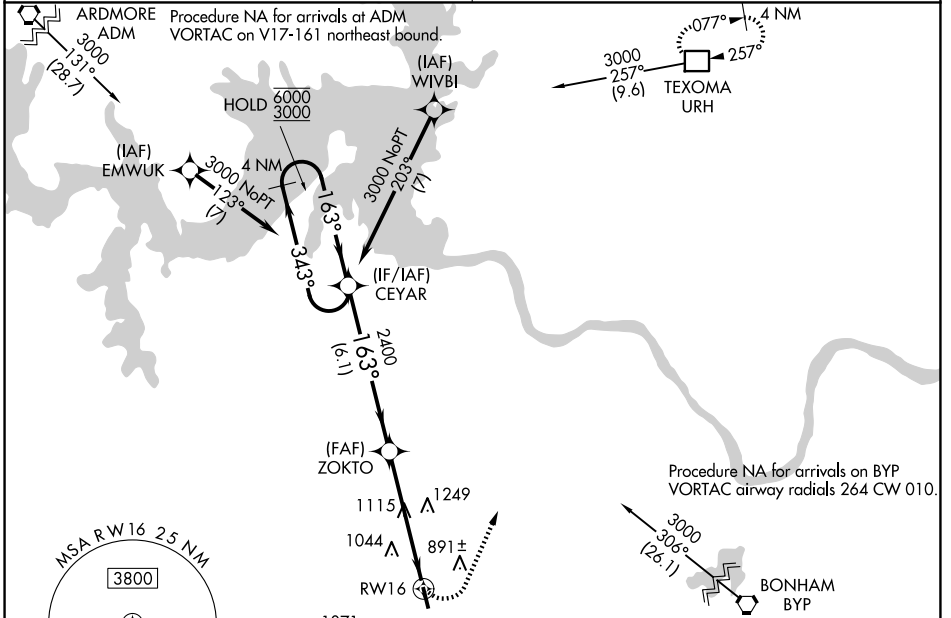 ARDMORE
ADM
Procedure NA for arrivals at ADM
VORTAC on V17-161 northeast bound.
3000
131°
(28.7)
(IAF)
WIVBI
HOLD 6000
3000
077°
4 NM
257°
3000
257°
(9.6)
TEXOMA
URH
(IAF)
EMWUK
3000 NoPT
123°
(7)
4 NM
163°
343°
3000 NoPT
203°
(7)
(IF/IAF)
CEYAR
2400
163°
(6.1)
(FAF)
ZOKTO
1115
1249
1044
891±
RW16
Procedure NA for arrivals on BYP
VORTAC airway radials 264 CW 010.
3000
306°
(26.1)
BONHAM
BYP
MSA RW16 25 NM
3800